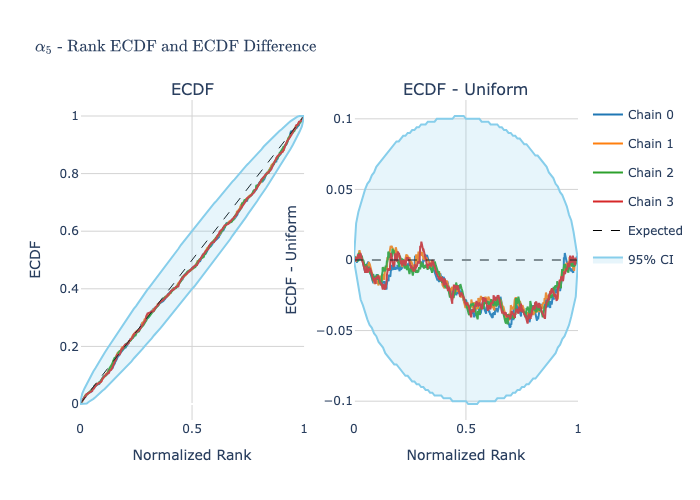 α₅ - Rank ECDF and ECDF Difference
ECDF
ECDF - Uniform
1
0.8
0.6
0.4
0.2
0
0
0.5
1
ECDF
Normalized Rank
0.1
0.05
0
−0.05
−0.1
0
0.5
1
ECDF - Uniform
Normalized Rank
Chain 0
Chain 1
Chain 2
Chain 3
Expected
95% CI